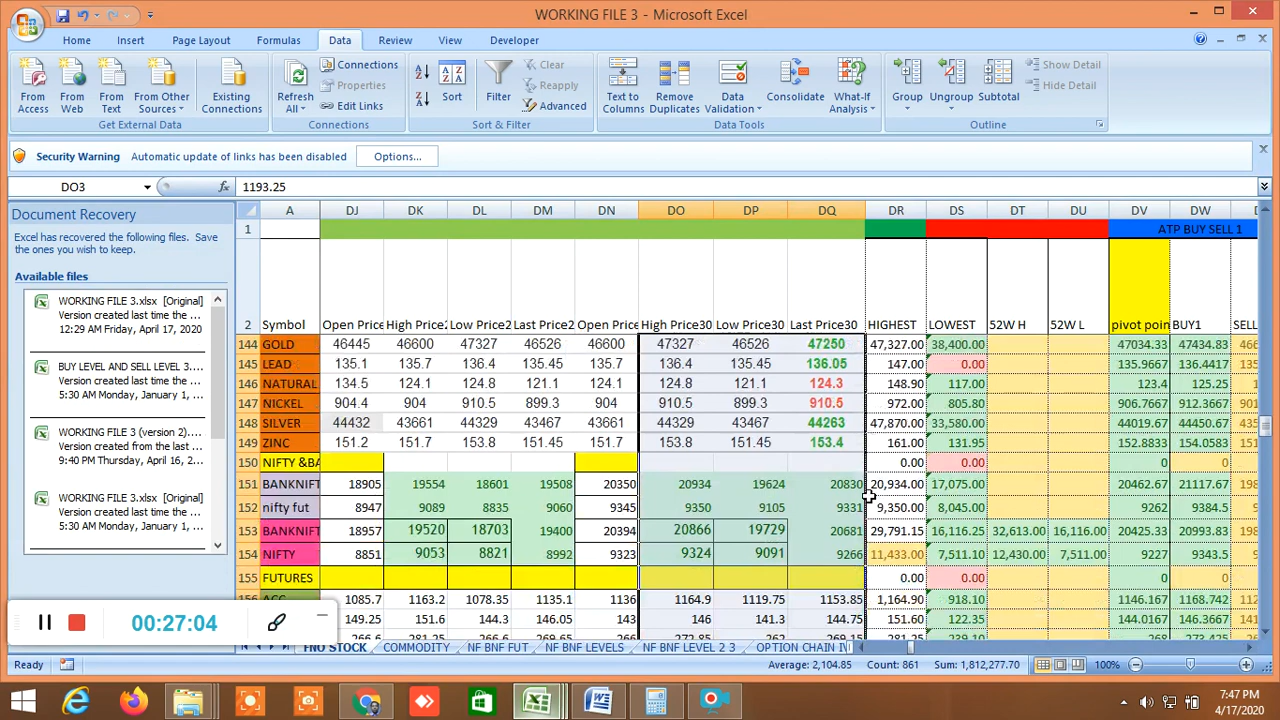 WORKING FILE 3 - Microsoft Excel
Home Insert Page Layout Formulas Data Review View Developer
From Access From Web From Text From Other Sources Existing Connections Refresh All Connections Properties Edit Links Sort Filter Clear Reapply Advanced Text to Columns Remove Duplicates Data Validation Consolidate What-If Analysis Group Ungroup Subtotal Show Detail Hide Detail
Get External Data Connections Sort & Filter Data Tools Outline
Security Warning Automatic update of links has been disabled Options...
DO3 fx 1193.25
Document Recovery
Excel has recovered the following files. Save the ones you wish to keep.
Available files
WORKING FILE 3.xlsx [Original]
Version created last time the ...
12:29 AM Friday, April 17, 2020
BUY LEVEL AND SELL LEVEL 3....
Version created last time the ...
5:30 AM Monday, January 1, ...
WORKING FILE 3 (version 2)....
Version created from the last ...
9:40 PM Thursday, April 16, 2...
WORKING FILE 3.xlsx [Original]
Version created last time the ...
5:30 AM Monday, January 1, ...
A DJ DK DL DM DN DO DP DQ DR DS DT DU DV DW
1 ATP BUY SELL 1
2 Symbol Open Price High Price Low Price2 Last Price2 Open Price High Price30 Low Price30 Last Price30 HIGHEST LOWEST 52W H 52W L pivot poin BUY1 SELL
144 GOLD 46445 46600 47327 46526 46600 47327 46526 47250 47,327.00 38,400.00 47034.33 47434.83
145 LEAD 135.1 135.7 136.4 135.45 135.7 136.4 135.45 136.05 147.00 0.00 135.9667 136.4417
146 NATURAL 134.5 124.1 124.8 121.1 124.1 124.8 121.1 124.3 148.90 117.00 123.4 125.25
147 NICKEL 904.4 904 910.5 899.3 904 910.5 899.3 910.5 972.00 805.80 906.7667 912.3667
148 SILVER 44432 43661 44329 43467 43661 44329 43467 44263 47,870.00 33,580.00 44019.67 44450.67
149 ZINC 151.2 151.7 153.8 151.45 151.7 153.8 151.45 153.4 161.00 131.95 152.8833 154.0583
150 NIFTY &BA 0.00 0.00 0 0
151 BANKNIFT 18905 19554 18601 19508 20350 20934 19624 20830 20,934.00 17,075.00 20462.67 21117.67
152 nifty fut 8947 9089 8835 9060 9345 9350 9105 9331 9,350.00 8,045.00 9262 9384.5
153 BANKNIFT 18957 19520 18703 19400 20394 20866 19729 20681 29,791.15 16,116.25 32,613.00 16,116.00 20425.33 20993.83
154 NIFTY 8851 9053 8821 8992 9323 9324 9091 9266 11,433.00 7,511.10 12,430.00 7,511.00 9227 9343.5
155 FUTURES 0.00 0.00 0 0
1085.7 1163.2 1078.35 1135.1 1136 1164.9 1119.75 1153.85 1,164.90 918.10 1146.167 1168.742
149.25 151.6 144.3 146.05 143 146 141.3 144.75 151.60 122.35 144.0167 146.3667
00:27:04
FNO STOCK COMMODITY NF BNF FUT NF BNF LEVELS NF BNF LEVEL 2 3 OPTION CHAIN IV
Ready Average: 2,104.85 Count: 861 Sum: 1,812,277.70 100%
7:47 PM
4/17/2020